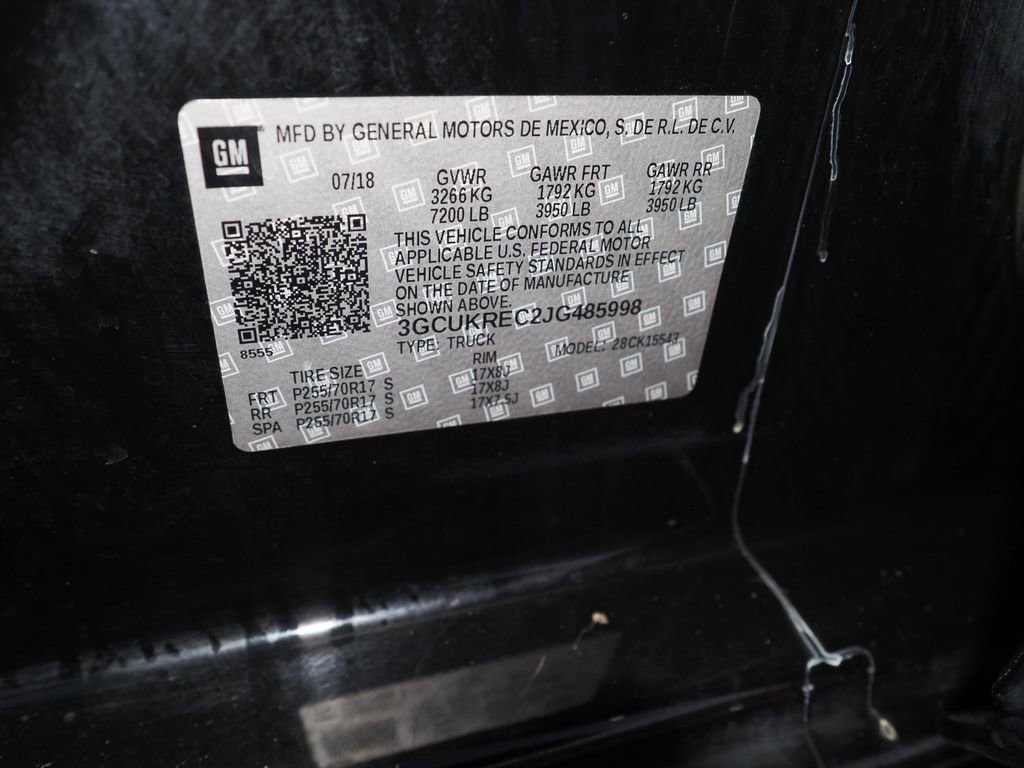 GM MFD BY GENERAL MOTORS DE MEXICO, S. DE R.L. DE C.V.
07/18 GVWR GAWR FRT GAWR RR
3266 KG 1792 KG 1792 KG
7200 LB 3950 LB 3950 LB
THIS VEHICLE CONFORMS TO ALL
APPLICABLE U.S. FEDERAL MOTOR
VEHICLE SAFETY STANDARDS IN EFFECT
ON THE DATE OF MANUFACTURE
SHOWN ABOVE.
3GCUKREC2JG485998
8555 TYPE: TRUCK MODEL: 28CK15543
TIRE SIZE RIM
FRT P255/70R17 S 17X8J
RR P255/70R17 S 17X8J
SPA P255/70R17 S 17X7.5J